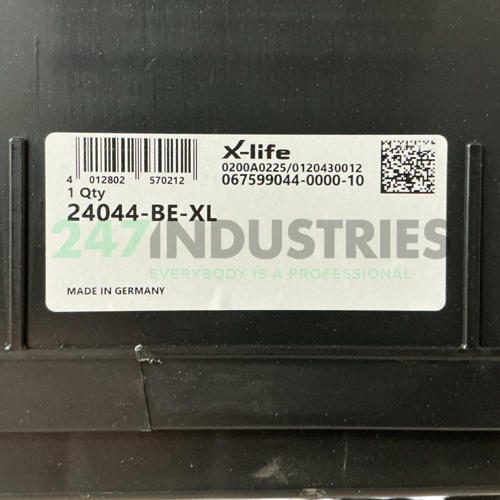 X-life
0200A0225/0120430012
067599044-0000-10
4 012802 570212
1 Qty
24044-BE-XL
247INDUSTRIES
EVERYBODY IS A PROFESSIONAL
MADE IN GERMANY